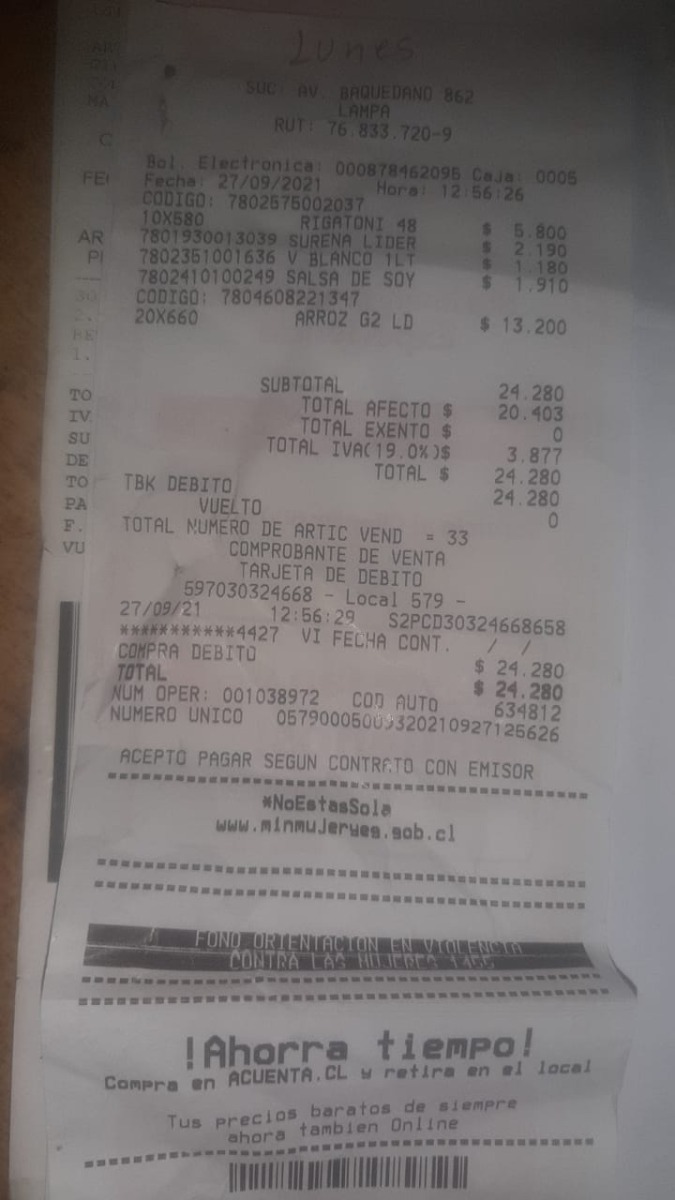 Lunes
SUC: AV. BAQUEDANO 862
LAMPA
RUT: 76.833.720-9
Bol. Electronica: 000878462095 Caja: 0005
Fecha: 27/09/2021 Hora: 12:56:26
CODIGO: 7802575002037
10X580 RIGATONI 48 $ 5.800
7801930013039 SURENA LIDER $ 2.190
7802351001636 V BLANCO 1LT $ 1.180
7802410100249 SALSA DE SOY $ 1.910
CODIGO: 7804608221347
20X660 ARROZ G2 LD $ 13.200
SUBTOTAL 24.280
TOTAL AFECTO $ 20.403
TOTAL EXENTO $ 0
TOTAL IVA(19.0%)$ 3.877
TOTAL $ 24.280
TBK DEBITO 24.280
VUELTO 0
TOTAL NUMERO DE ARTIC VEND = 33
COMPROBANTE DE VENTA
TARJETA DE DEBITO
597030324668 - Local 579 -
27/09/21 12:56:29 S2PCD30324668658
***********4427 VI FECHA CONT. / /
COMPRA DEBITO $ 24.280
TOTAL $ 24.280
NUM OPER: 001038972 COD AUTO 634812
NUMERO UNICO 05790005009320210927125626
ACEPTO PAGAR SEGUN CONTRATO CON EMISOR
*NoEstasSola
www.minmujeryeg.gob.cl
FONO ORIENTACION EN VIOLENCIA
CONTRA LAS MUJERES 1455
!Ahorra tiempo!
Compra en ACUENTA.CL y retira en el local
Tus precios baratos de siempre
ahora tambien Online